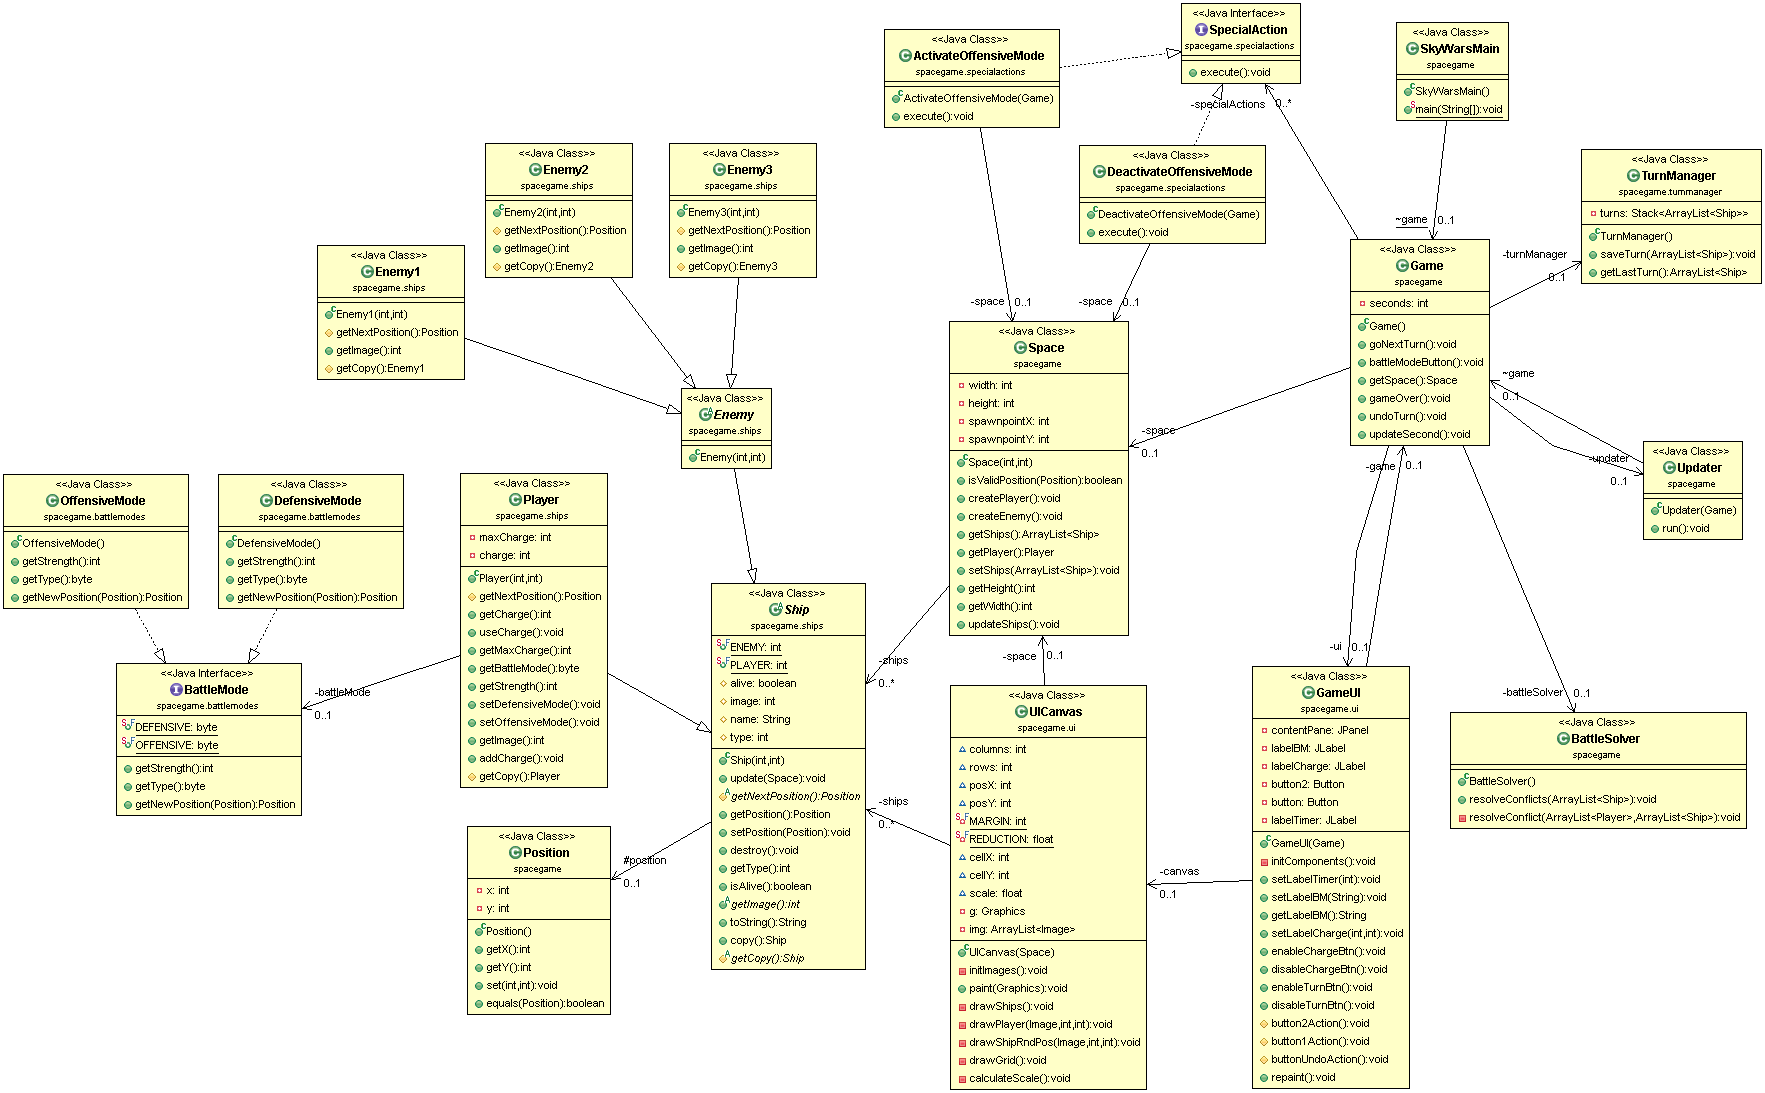 <<Java Interface>>
SpecialAction
spacegame.specialactions
execute():void
<<Java Class>>
ActivateOffensiveMode
spacegame.specialactions
ActivateOffensiveMode(Game)
execute():void
<<Java Class>>
SkyWarsMain
spacegame
SkyWarsMain()
main(String[]):void
-specialActions
0..*
<<Java Class>>
DeactivateOffensiveMode
spacegame.specialactions
DeactivateOffensiveMode(Game)
execute():void
<<Java Class>>
TurnManager
spacegame.turnmanager
turns: Stack<ArrayList<Ship>>
TurnManager()
saveTurn(ArrayList<Ship>):void
getLastTurn():ArrayList<Ship>
<<Java Class>>
Enemy2
spacegame.ships
Enemy2(int,int)
getNextPosition():Position
getImage():int
getCopy():Enemy2
<<Java Class>>
Enemy3
spacegame.ships
Enemy3(int,int)
getNextPosition():Position
getImage():int
getCopy():Enemy3
<<Java Class>>
Enemy1
spacegame.ships
Enemy1(int,int)
getNextPosition():Position
getImage():int
getCopy():Enemy1
~game
0..1
<<Java Class>>
Game
spacegame
seconds: int
Game()
goNextTurn():void
battleModeButton():void
getSpace():Space
gameOver():void
undoTurn():void
updateSecond():void
-turnManager
0..1
-space
0..1
-space
0..1
<<Java Class>>
Space
spacegame
width: int
height: int
spawnpointX: int
spawnpointY: int
Space(int,int)
isValidPosition(Position):boolean
createPlayer():void
createEnemy():void
getShips():ArrayList<Ship>
getPlayer():Player
setShips(ArrayList<Ship>):void
getHeight():int
getWidth():int
updateShips():void
-space
0..1
~game
0..1
-updater
0..1
<<Java Class>>
Updater
spacegame
Updater(Game)
run():void
<<Java Class>>
Enemy
spacegame.ships
Enemy(int,int)
<<Java Class>>
OffensiveMode
spacegame.battlemodes
OffensiveMode()
getStrength():int
getType():byte
getNewPosition(Position):Position
<<Java Class>>
DefensiveMode
spacegame.battlemodes
DefensiveMode()
getStrength():int
getType():byte
getNewPosition(Position):Position
<<Java Class>>
Player
spacegame.ships
maxCharge: int
charge: int
Player(int,int)
getNextPosition():Position
getCharge():int
useCharge():void
getMaxCharge():int
getBattleMode():byte
getStrength():int
setDefensiveMode():void
setOffensiveMode():void
getImage():int
addCharge():void
getCopy():Player
-game
0..1
<<Java Interface>>
BattleMode
spacegame.battlemodes
DEFENSIVE: byte
OFFENSIVE: byte
getStrength():int
getType():byte
getNewPosition(Position):Position
-battleMode
0..1
<<Java Class>>
Ship
spacegame.ships
ENEMY: int
PLAYER: int
alive: boolean
image: int
name: String
type: int
Ship(int,int)
update(Space):void
getNextPosition():Position
getPosition():Position
setPosition(Position):void
destroy():void
getType():int
isAlive():boolean
getImage():int
toString():String
copy():Ship
getCopy():Ship
-ships
0..*
-space
0..1
-ships
0..*
<<Java Class>>
UICanvas
spacegame.ui
columns: int
rows: int
posX: int
posY: int
MARGIN: int
REDUCTION: float
cellX: int
cellY: int
scale: float
g: Graphics
img: ArrayList<Image>
UICanvas(Space)
initImages():void
paint(Graphics):void
drawShips():void
drawPlayer(Image,int,int):void
drawShipRndPos(Image,int,int):void
drawGrid():void
calculateScale():void
-ui
0..1
<<Java Class>>
GameUI
spacegame.ui
contentPane: JPanel
labelBM: JLabel
labelCharge: JLabel
button2: Button
button: Button
labelTimer: JLabel
GameUI(Game)
initComponents():void
setLabelTimer(int):void
setLabelBM(String):void
getLabelBM():String
setLabelCharge(int,int):void
enableChargeBtn():void
disableChargeBtn():void
enableTurnBtn():void
disableTurnBtn():void
button2Action():void
button1Action():void
buttonUndoAction():void
repaint():void
-canvas
0..1
-battleSolver
0..1
<<Java Class>>
BattleSolver
spacegame
BattleSolver()
resolveConflicts(ArrayList<Ship>):void
resolveConflict(ArrayList<Player>,ArrayList<Ship>):void
#position
0..1
<<Java Class>>
Position
spacegame
x: int
y: int
Position()
getX():int
getY():int
set(int,int):void
equals(Position):boolean